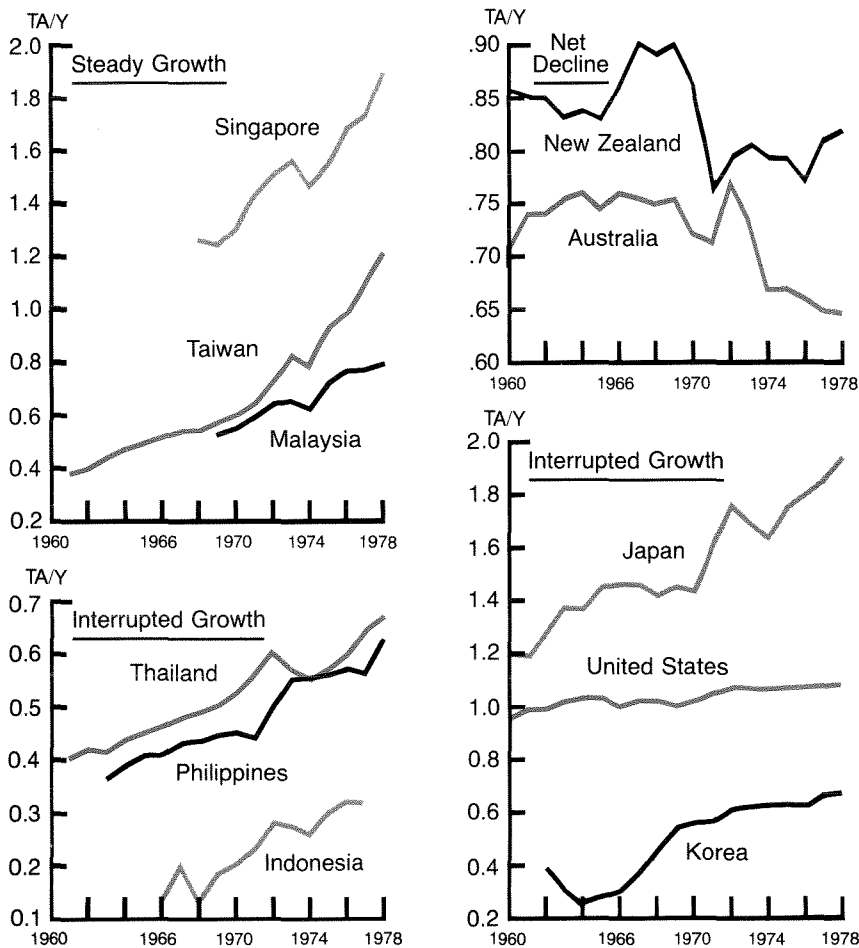 TA/Y
2.0
Steady Growth
1.8
Singapore
1.6
1.4
1.2
1.0
Taiwan
0.8
0.6
Malaysia
0.4
0.2
1960 1966 1970 1974 1978
TA/Y
.90
Net
Decline
.85
New Zealand
.80
.75
Australia
.70
.65
.60
1960 1966 1970 1974 1978
TA/Y
0.7
Interrupted Growth
0.6
Thailand
0.5
0.4
Philippines
0.3
Indonesia
0.2
0.1
1960 1966 1970 1974 1978
TA/Y
2.0
Interrupted Growth
1.8
Japan
1.6
1.4
1.2
United States
1.0
0.8
0.6
Korea
0.4
0.2
1960 1966 1970 1974 1978